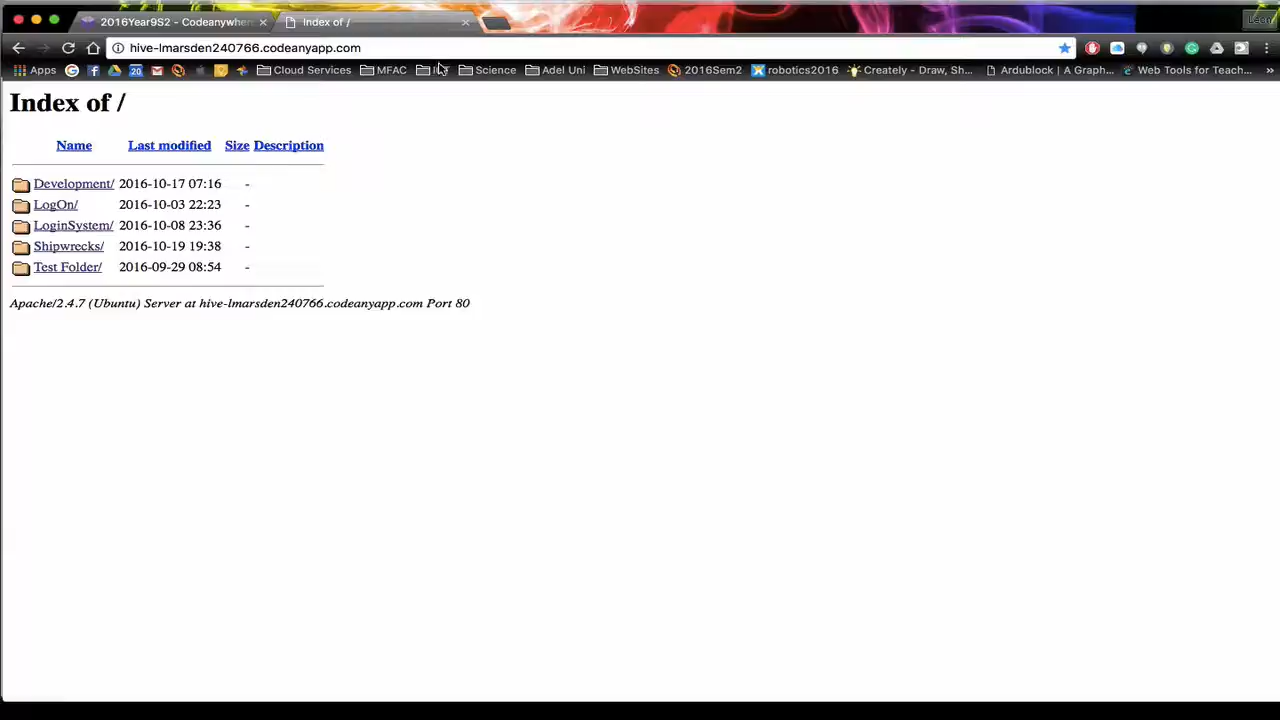 2016Year9S2 - Codeanywhere
Index of /
Leon
hive-lmarsden240766.codeanyapp.com
Apps
20
Cloud Services
MFAC
Science
Adel Uni
WebSites
2016Sem2
robotics2016
Creately - Draw, Sh...
Ardublock | A Graph...
Web Tools for Teach...
»
Index of /
Name Last modified Size Description
Development/ 2016-10-17 07:16 -
LogOn/ 2016-10-03 22:23 -
LoginSystem/ 2016-10-08 23:36 -
Shipwrecks/ 2016-10-19 19:38 -
Test Folder/ 2016-09-29 08:54 -
Apache/2.4.7 (Ubuntu) Server at hive-lmarsden240766.codeanyapp.com Port 80